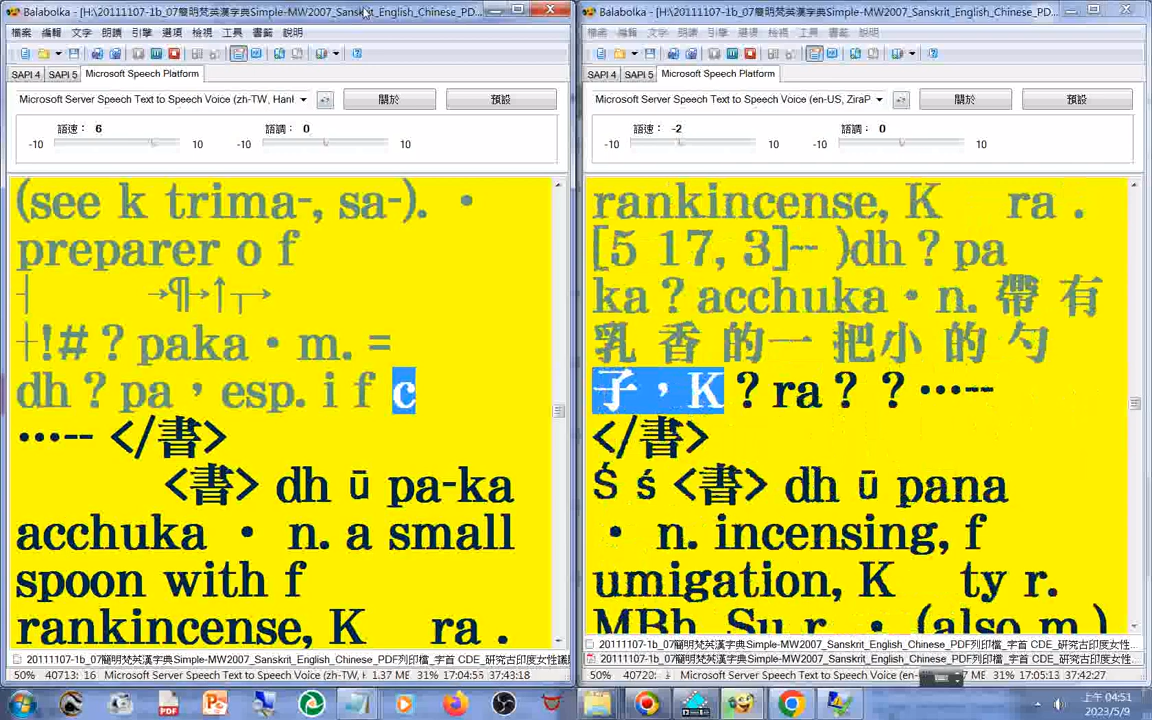 Balabolka - [H:\20111107-1b_07簡明梵英漢字典Simple-MW2007_Sanskrit_English_Chinese_PD...
檔案 編輯 文字 朗讀 引擎 選項 檢視 工具 書籤 說明
SAPI 4 SAPI 5 Microsoft Speech Platform
Microsoft Server Speech Text to Speech Voice (zh-TW, Hanl 關於 預設
語速： 6 語調： 0
-10 10 -10 10
(see k trima-, sa-). •
preparer o f
┤ →¶→↑┬→
┼!# ? paka • m. =
dh ? pa，esp. i f c
…-- </書>
<書> dh ū pa-ka
acchuka • n. a small
spoon with f
rankincense, K ra .
20111107-1b_07簡明梵英漢字典Simple-MW2007_Sanskrit_English_Chinese_PDF列印檔_字首 CDE_研究古印度女性議
50% 40713: 16 Microsoft Server Speech Text to Speech Voice (zh-TW, H 1.37 MB 31% 17:04:55 37:43:18
Balabolka - [H:\20111107-1b_07簡明梵英漢字典Simple-MW2007_Sanskrit_English_Chinese_PD...
檔案 編輯 文字 朗讀 引擎 選項 檢視 工具 書籤 說明
SAPI 4 SAPI 5 Microsoft Speech Platform
Microsoft Server Speech Text to Speech Voice (en-US, ZiraP 關於 預設
語速： -2 語調： 0
-10 10 -10 10
rankincense, K ra .
[5 17, 3]-- )dh ? pa
ka ? acchuka • n. 帶 有
乳 香 的一 把小 的 勺
子，K ? ra ? ? …--
</書>
Ś ś <書> dh ū pana
• n. incensing, f
umigation, K ty r.
MBh. Su r. • (also m.)
20111107-1b_07簡明梵英漢字典Simple-MW2007_Sanskrit_English_Chinese_PDF列印檔_字首 CDE_研究古印度女性...
20111107-1b_07簡明梵英漢字典Simple-MW2007_Sanskrit_English_Chinese_PDF列印檔_字首 CDE_研究古印度女性...
50% 40720: ME 31% 17:05:13 37:42:27 Microsoft Server Speech Text to Speech Voice
上午 04:51
2023/5/9